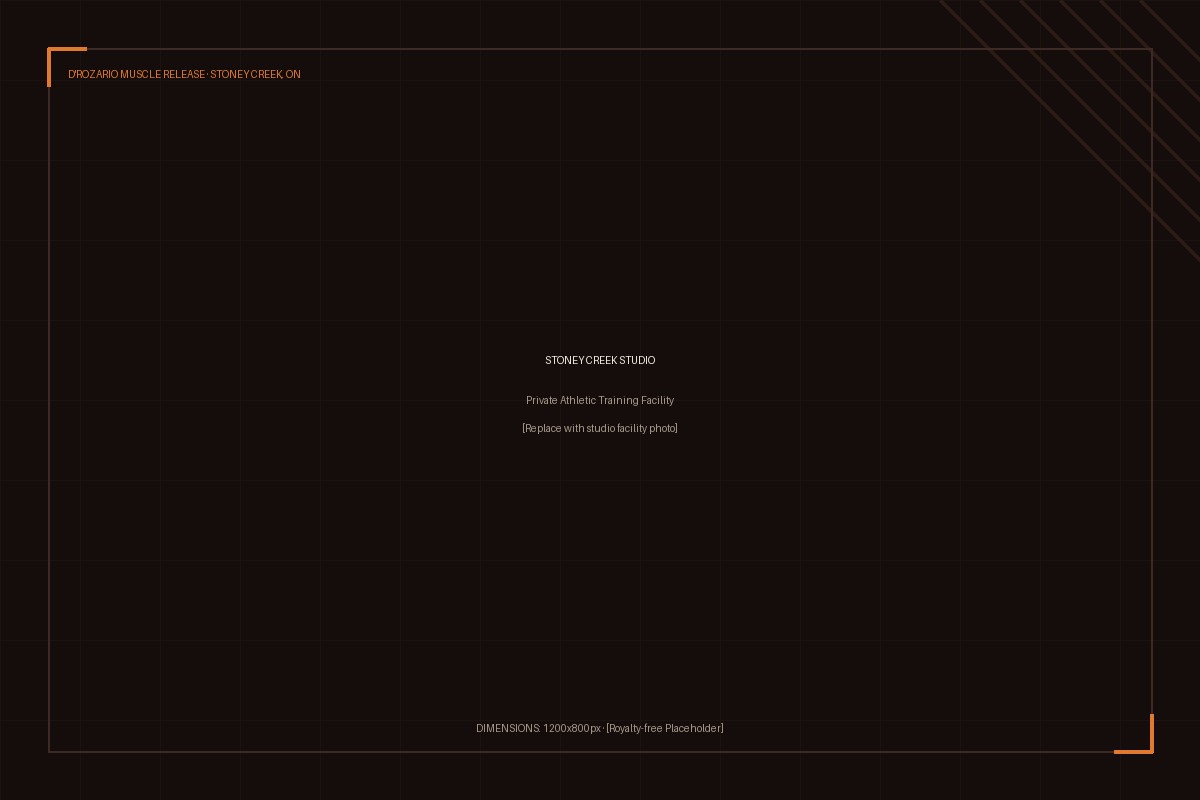 D'ROZARIO MUSCLE RELEASE · STONEY CREEK, ON
STONEY CREEK STUDIO
Private Athletic Training Facility
[Replace with studio facility photo]
DIMENSIONS: 1200x800px · [Royalty-free Placeholder]